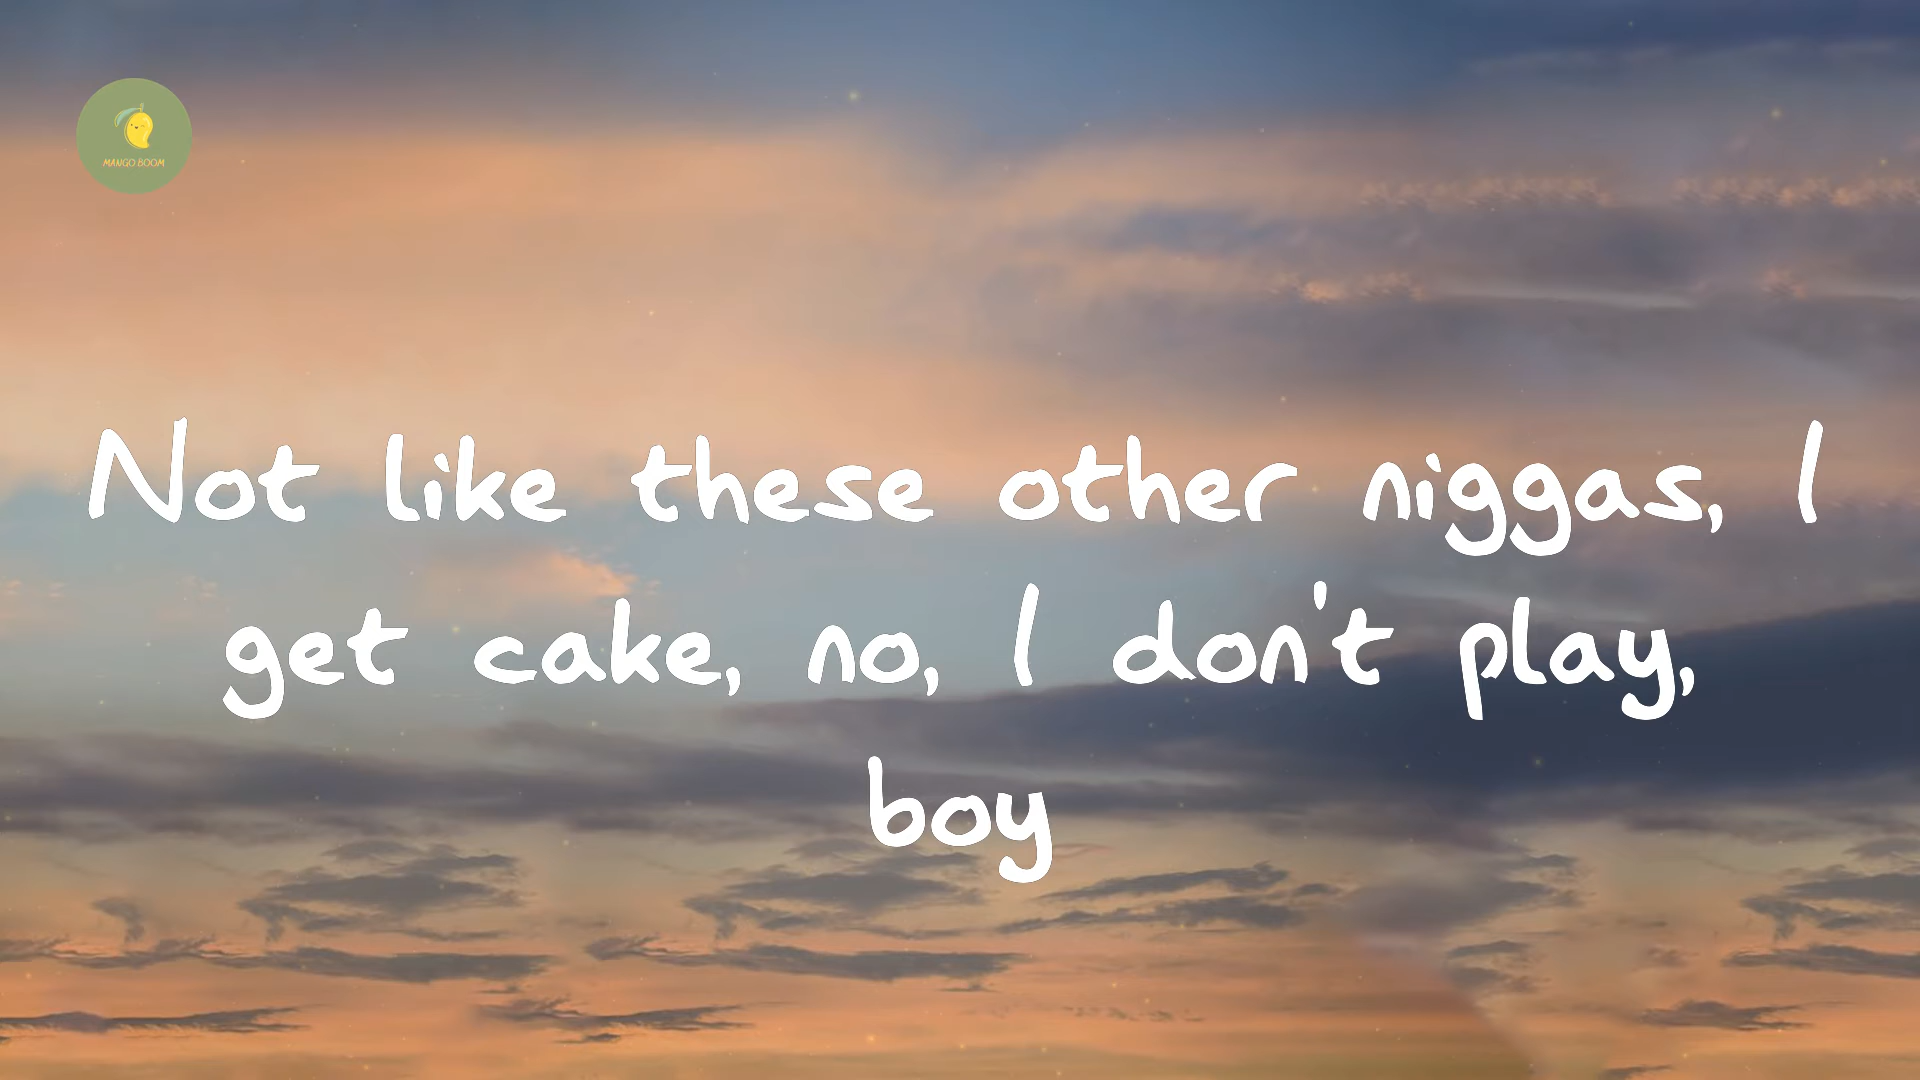 MANGO BOOM
Not like these other niggas, I
get cake, no, I don't play,
boy